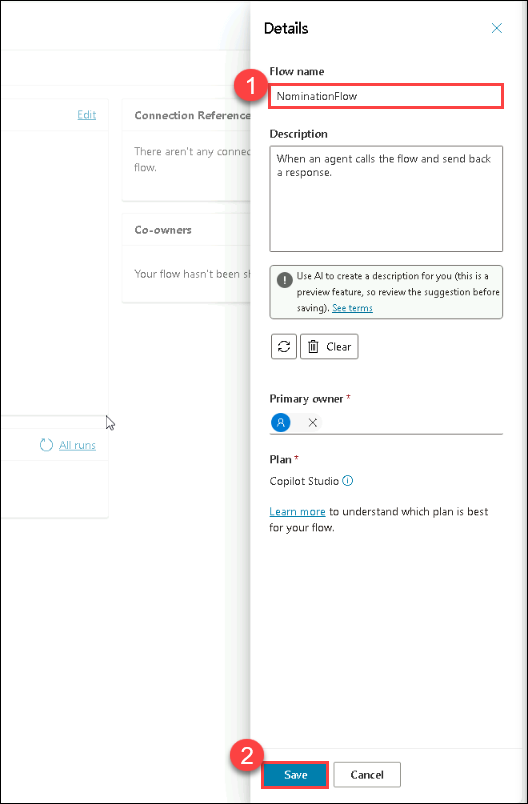 Details
Flow name
1
NominationFlow
Edit
Connection Reference
Description
There aren't any connec
flow.
When an agent calls the flow and send back
a response.
Co-owners
Your flow hasn't been sh
Use AI to create a description for you (this is a
preview feature, so review the suggestion before
saving). See terms
Clear
Primary owner *
All runs
Plan *
Copilot Studio
Learn more to understand which plan is best
for your flow.
2
Save
Cancel